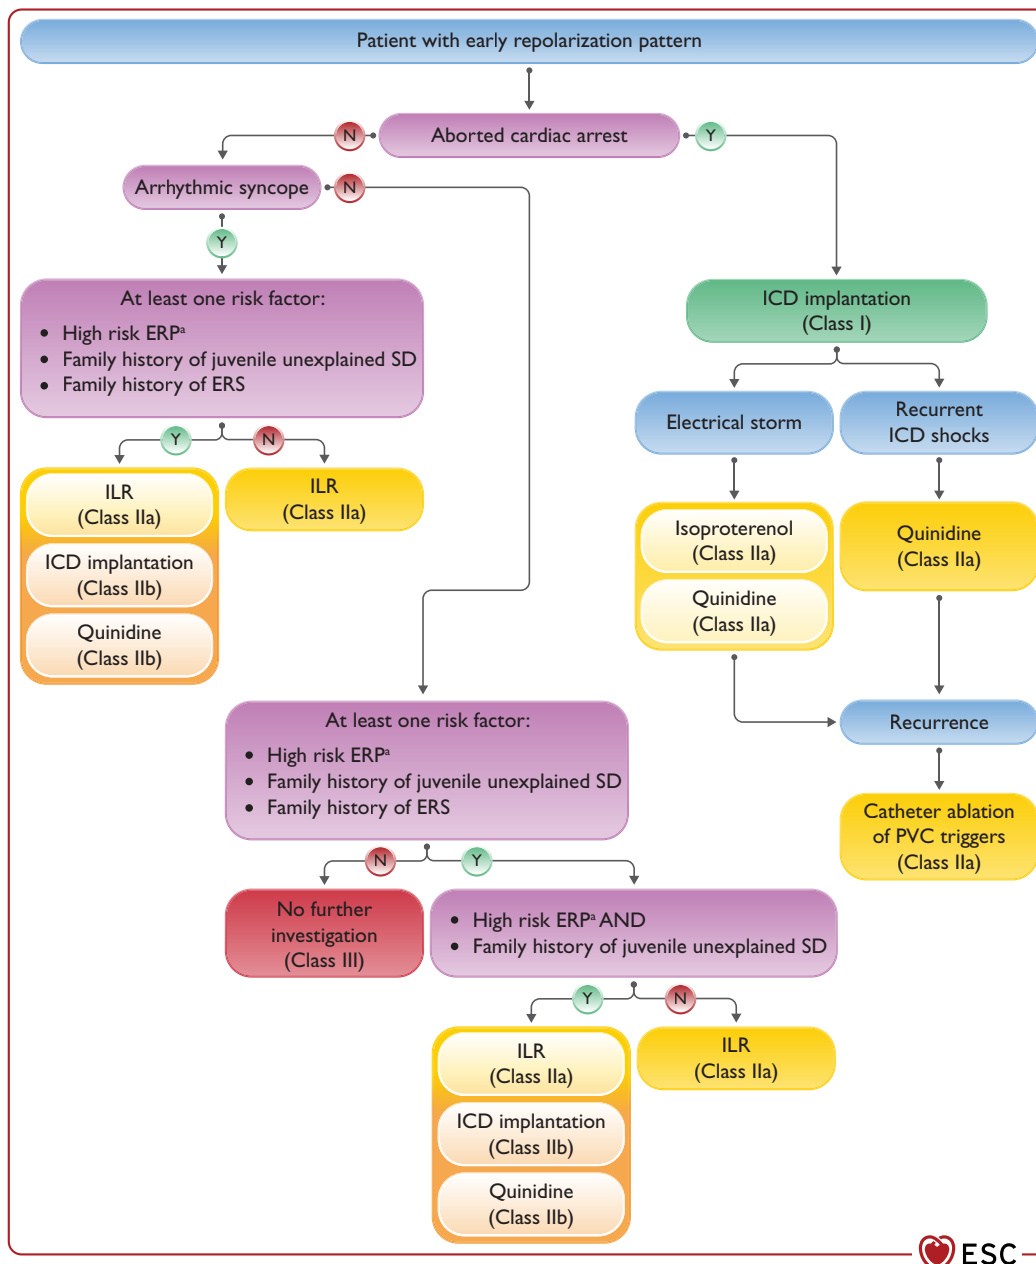 Patient with early repolarization pattern
Aborted cardiac arrest
N
Y
Arrhythmic syncope
N
Y
At least one risk factor:
• High risk ERPᵃ
• Family history of juvenile unexplained SD
• Family history of ERS
Y
N
ILR
(Class IIa)
ICD implantation
(Class IIb)
Quinidine
(Class IIb)
ILR
(Class IIa)
ICD implantation
(Class I)
Electrical storm
Recurrent
ICD shocks
Isoproterenol
(Class IIa)
Quinidine
(Class IIa)
Quinidine
(Class IIa)
Recurrence
Catheter ablation
of PVC triggers
(Class IIa)
At least one risk factor:
• High risk ERPᵃ
• Family history of juvenile unexplained SD
• Family history of ERS
N
Y
No further
investigation
(Class III)
• High risk ERPᵃ AND
• Family history of juvenile unexplained SD
Y
N
ILR
(Class IIa)
ICD implantation
(Class IIb)
Quinidine
(Class IIb)
ILR
(Class IIa)
ESC